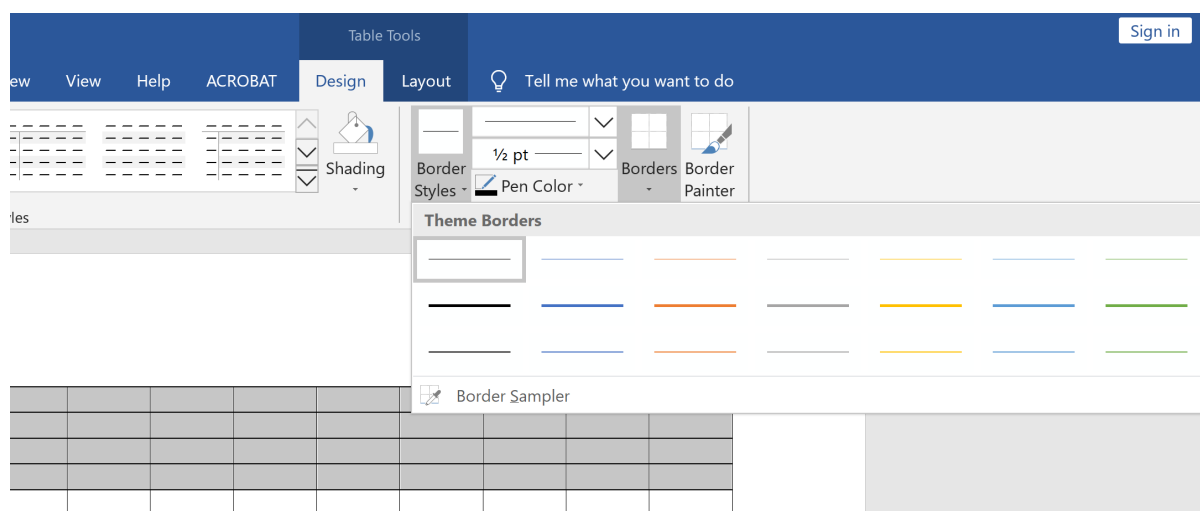 Table Tools
Sign in
ew View Help ACROBAT Design Layout Tell me what you want to do
½ pt
Shading
Border Styles
Pen Color
Borders
Border Painter
les
Theme Borders
Border Sampler